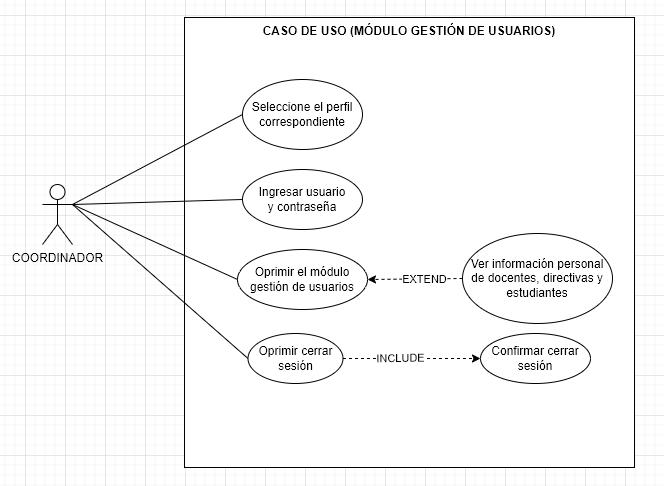 CASO DE USO (MÓDULO GESTIÓN DE USUARIOS)
Seleccione el perfil
correspondiente
Ingresar usuario
y contraseña
COORDINADOR
Oprimir el módulo
gestión de usuarios
EXTEND
Ver información personal
de docentes, directivas y
estudiantes
Oprimir cerrar
sesión
INCLUDE
Confirmar cerrar
sesión